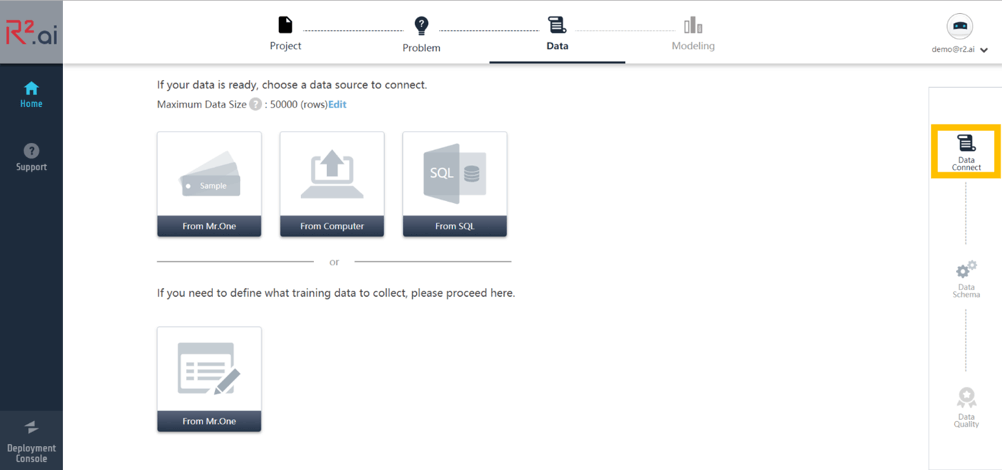 R².ai
Project
Problem
Data
Modeling
demo@r2.ai
Home
Support
Deployment
Console
If your data is ready, choose a data source to connect.
Maximum Data Size ? : 50000 (rows)Edit
Sample
From Mr.One
From Computer
SQL
From SQL
or
If you need to define what training data to collect, please proceed here.
From Mr.One
Data
Connect
Data
Schema
Data
Quality